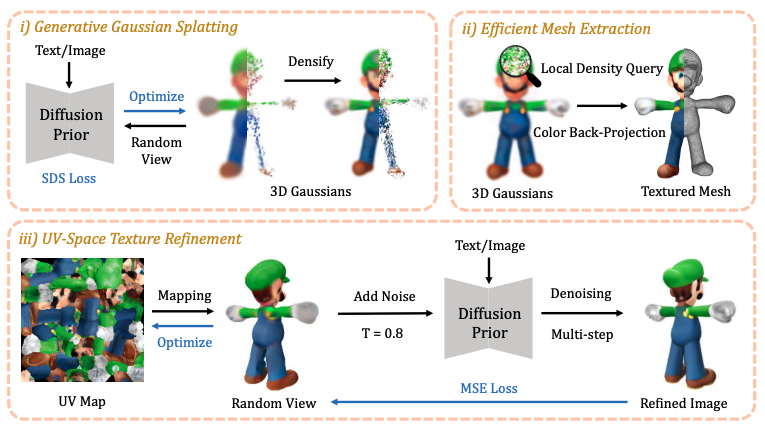 i) Generative Gaussian Splatting
Text/Image
Diffusion
Prior
SDS Loss
Optimize
Random
View
Densify
3D Gaussians
ii) Efficient Mesh Extraction
Local Density Query
Color Back-Projection
3D Gaussians
Textured Mesh
iii) UV-Space Texture Refinement
UV Map
Mapping
Optimize
Random View
Add Noise
T = 0.8
Text/Image
Diffusion
Prior
Denoising
Multi-step
MSE Loss
Refined Image